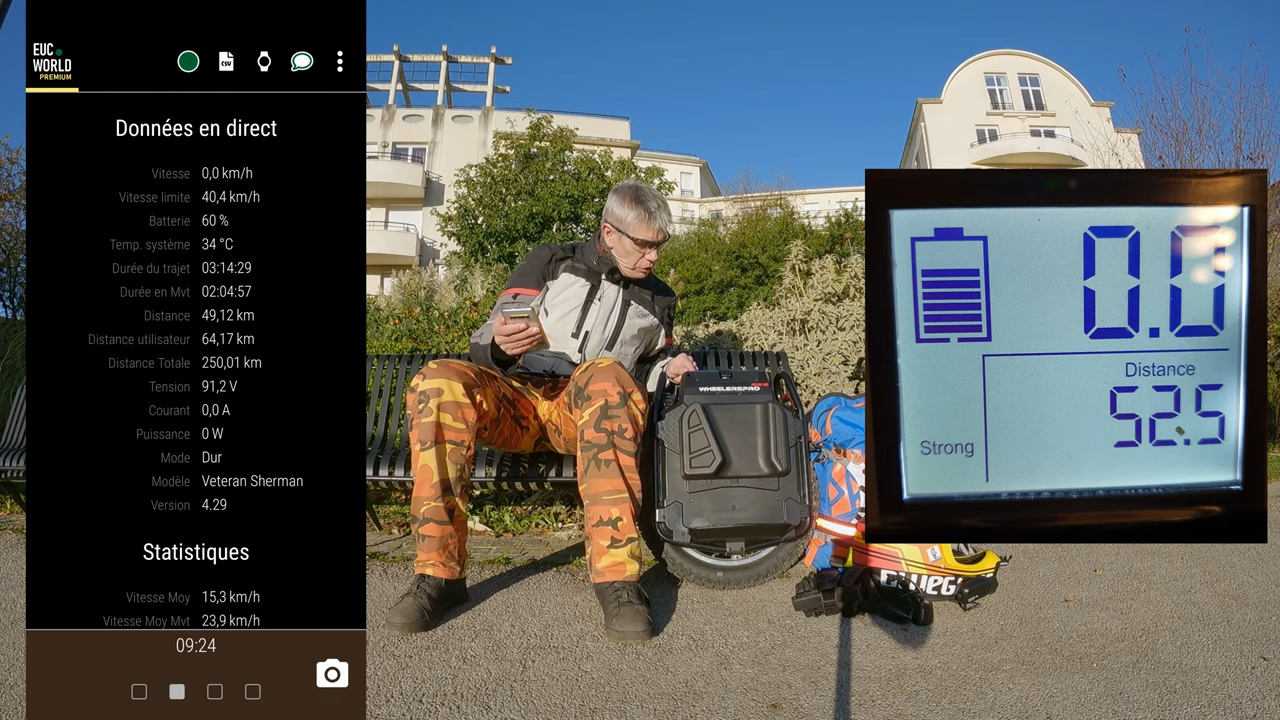 EUC
WORLD
PREMIUM
CSV
Données en direct
Vitesse 0,0 km/h
Vitesse limite 40,4 km/h
Batterie 60 %
Temp. système 34 °C
Durée du trajet 03:14:29
Durée en Mvt 02:04:57
Distance 49,12 km
Distance utilisateur 64,17 km
Distance Totale 250,01 km
Tension 91,2 V
Courant 0,0 A
Puissance 0 W
Mode Dur
Modèle Veteran Sherman
Version 4.29
Statistiques
Vitesse Moy 15,3 km/h
Vitesse Moy Mvt 23,9 km/h
09:24
WHEELERSPRO
0.0
Distance
52.5
Strong